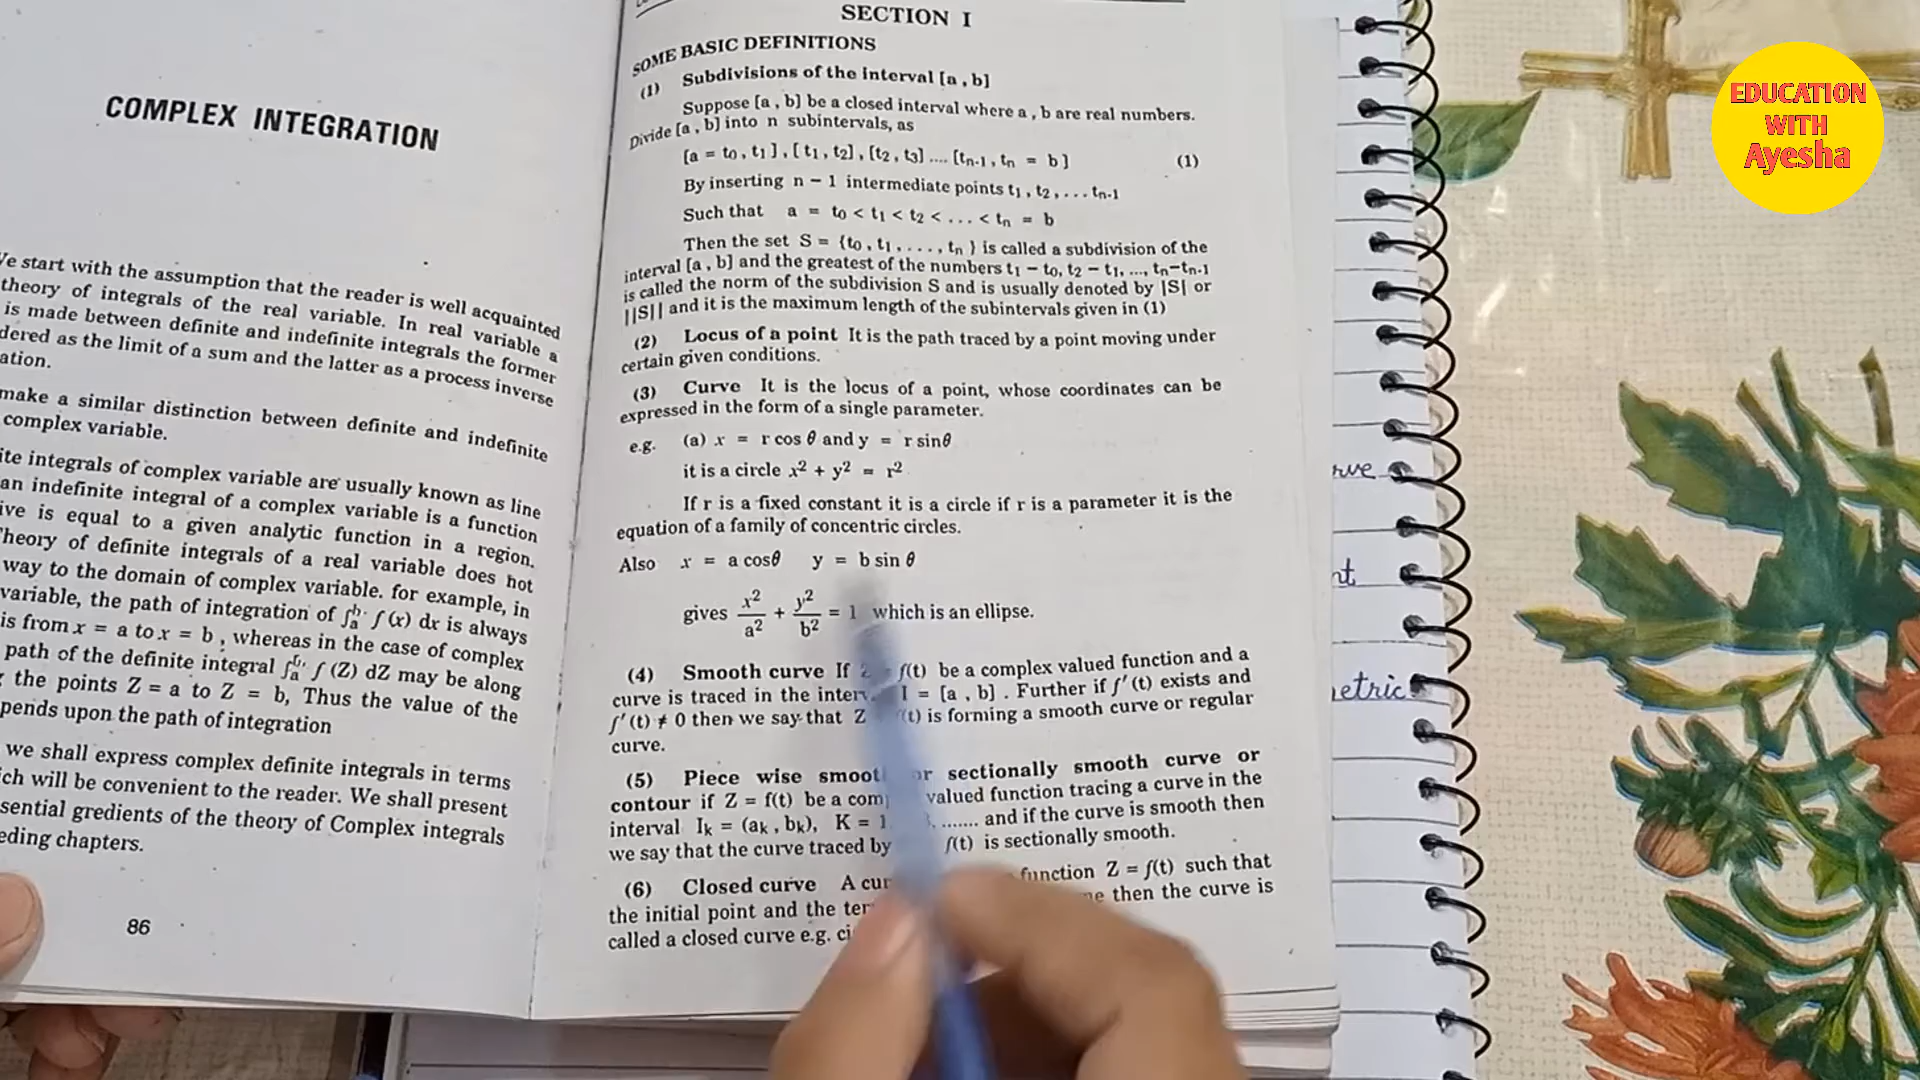 COMPLEX INTEGRATION
We start with the assumption that the reader is well acquainted
theory of integrals of the real variable. In real variable a
is made between definite and indefinite integrals the former
dered as the limit of a sum and the latter as a process inverse
ation.
make a similar distinction between definite and indefinite
complex variable.
ite integrals of complex variable are usually known as line
an indefinite integral of a complex variable is a function
ive is equal to a given analytic function in a region.
Theory of definite integrals of a real variable does not
way to the domain of complex variable. for example, in
variable, the path of integration of ∫ₐᵇ f(x) dx is always
is from x = a to x = b, whereas in the case of complex
path of the definite integral ∫ₐᵇ f (Z) dZ may be along
the points Z = a to Z = b, Thus the value of the
pends upon the path of integration
we shall express complex definite integrals in terms
ich will be convenient to the reader. We shall present
sential gredients of the theory of Complex integrals
eding chapters.
86
SECTION I
SOME BASIC DEFINITIONS
(1) Subdivisions of the interval [a , b]
Suppose [a , b] be a closed interval where a , b are real numbers.
Divide [a , b] into n subintervals, as
[a = t₀ , t₁ ] , [ t₁ , t₂] , [t₂ , t₃] .... [tₙ₋₁ , tₙ = b ] (1)
By inserting n – 1 intermediate points t₁ , t₂ , . . . tₙ₋₁
Such that a = t₀ < t₁ < t₂ < . . . < tₙ = b
Then the set S = {t₀ , t₁ , . . . , tₙ } is called a subdivision of the
interval [a , b] and the greatest of the numbers t₁ – t₀, t₂ – t₁, ..., tₙ–tₙ₋₁
is called the norm of the subdivision S and is usually denoted by |S| or
||S|| and it is the maximum length of the subintervals given in (1)
(2) Locus of a point It is the path traced by a point moving under
certain given conditions.
(3) Curve It is the locus of a point, whose coordinates can be
expressed in the form of a single parameter.
e.g. (a) x = r cos θ and y = r sinθ
it is a circle x² + y² = r²
If r is a fixed constant it is a circle if r is a parameter it is the
equation of a family of concentric circles.
Also x = a cosθ y = b sin θ
gives x²/a² + y²/b² = 1 which is an ellipse.
(4) Smooth curve If f(t) be a complex valued function and a
curve is traced in the interv I = [a , b] . Further if f′ (t) exists and
f′ (t) ≠ 0 then we say that Z (t) is forming a smooth curve or regular
curve.
(5) Piece wise smoot or sectionally smooth curve or
contour if Z = f(t) be a com valued function tracing a curve in the
interval Iₖ = (aₖ , bₖ), K = 1 ....... and if the curve is smooth then
we say that the curve traced by f(t) is sectionally smooth.
(6) Closed curve A cur function Z = f(t) such that
the initial point and the ter then the curve is
called a closed curve e.g. ci
rve
nt
etric
EDUCATION
WITH
Ayesha